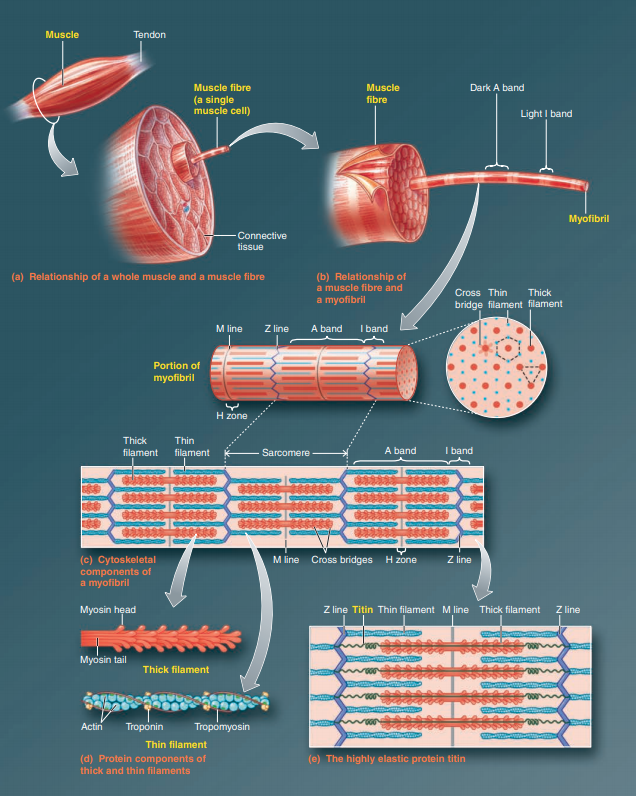 Muscle
Tendon
Muscle fibre
(a single
muscle cell)
Connective
tissue
(a) Relationship of a whole muscle and a muscle fibre
Muscle
fibre
Dark A band
Light I band
Myofibril
(b) Relationship of
a muscle fibre and
a myofibril
Cross
bridge
Thin
filament
Thick
filament
M line
Z line
A band
I band
Portion of
myofibril
H zone
Thick
filament
Thin
filament
Sarcomere
A band
I band
M line
Cross bridges
H zone
Z line
(c) Cytoskeletal
components of
a myofibril
Myosin head
Myosin tail
Thick filament
Actin
Troponin
Tropomyosin
Thin filament
(d) Protein components of
thick and thin filaments
Z line
Titin
Thin filament
M line
Thick filament
Z line
(e) The highly elastic protein titin